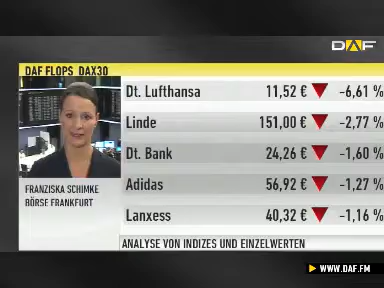 DAF
DAF FLOPS DAX30
Dt. Lufthansa 11,52 € -6,61 %
Linde 151,00 € -2,77 %
Dt. Bank 24,26 € -1,60 %
Adidas 56,92 € -1,27 %
Lanxess 40,32 € -1,16 %
FRANZISKA SCHIMKE
BÖRSE FRANKFURT
ANALYSE VON INDIZES UND EINZELWERTEN
WWW.DAF.FM